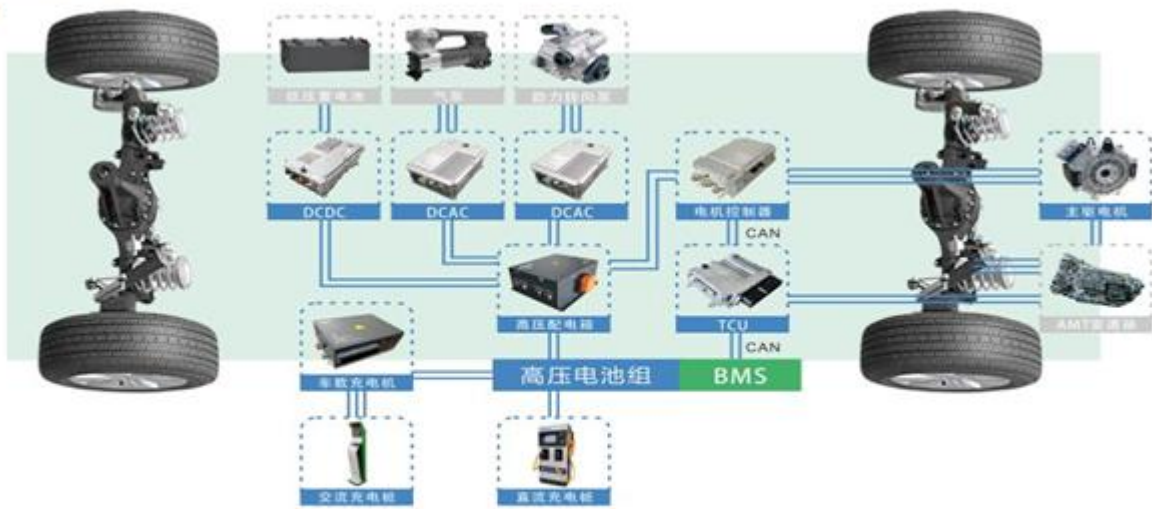 低压蓄电池
气泵
助力转向泵
DCDC
DCAC
DCAC
电机控制器
主驱电机
CAN
高压配电箱
TCU
AMT变速器
CAN
车载充电机
高压电池组
BMS
交流充电桩
直流充电桩